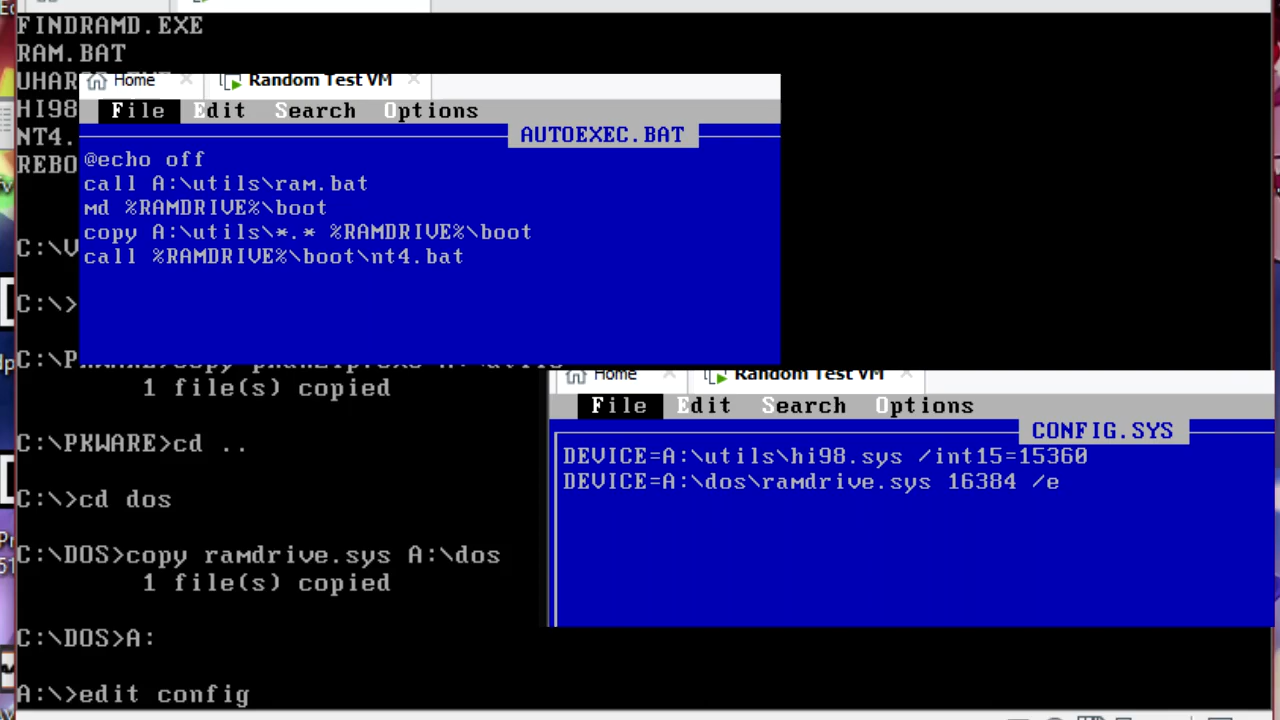 FINDRAMD.EXE
RAM.BAT
HI98
NT4.
REBO
Home
Random Test VM
File Edit Search Options
AUTOEXEC.BAT
@echo off
call A:\utils\ram.bat
md %RAMDRIVE%\boot
copy A:\utils\*.* %RAMDRIVE%\boot
call %RAMDRIVE%\boot\nt4.bat
C:\V
C:\>
1 file(s) copied
C:\PKWARE>cd ..
C:\>cd dos
C:\DOS>copy ramdrive.sys A:\dos
1 file(s) copied
C:\DOS>A:
A:\>edit config
Home
Random Test VM
File Edit Search Options
CONFIG.SYS
DEVICE=A:\utils\hi98.sys /int15=15360
DEVICE=A:\dos\ramdrive.sys 16384 /e